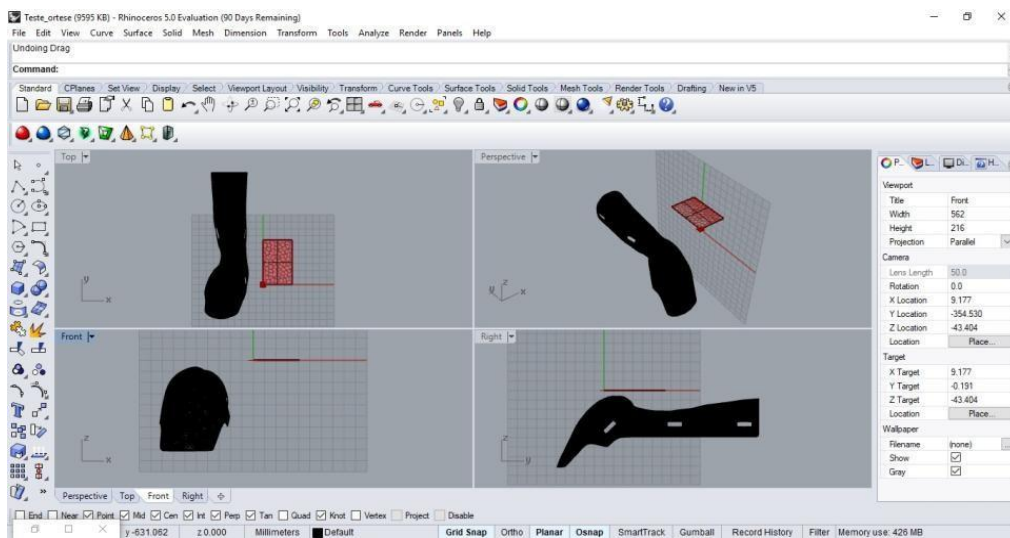 Teste_ortese (9595 KB) - Rhinoceros 5.0 Evaluation (90 Days Remaining)
File Edit View Curve Surface Solid Mesh Dimension Transform Tools Analyze Render Panels Help
Undoing Drag
Command:
Standard CPlanes Set View Display Select Viewport Layout Visibility Transform Curve Tools Surface Tools Solid Tools Mesh Tools Render Tools Drafting New in V5
Top
Perspective
P... L... Di... H...
Viewport
Title Front
Width 562
Height 216
Projection Parallel
Camera
Lens Length 50.0
Rotation 0.0
X Location 9.177
Y Location -354.530
Z Location -43.404
Location Place...
Target
X Target 9.177
Y Target -0.191
Z Target -43.404
Location Place...
Wallpaper
Filename (none) ...
Show
Gray
y
x
z
y
x
Front
Right
z
x
z
y
Perspective Top Front Right
End Near Point Mid Cen Int Perp Tan Quad Knot Vertex Project Disable
y -631.062 z 0.000 Millimeters Default Grid Snap Ortho Planar Osnap SmartTrack Gumball Record History Filter Memory use: 426 MB